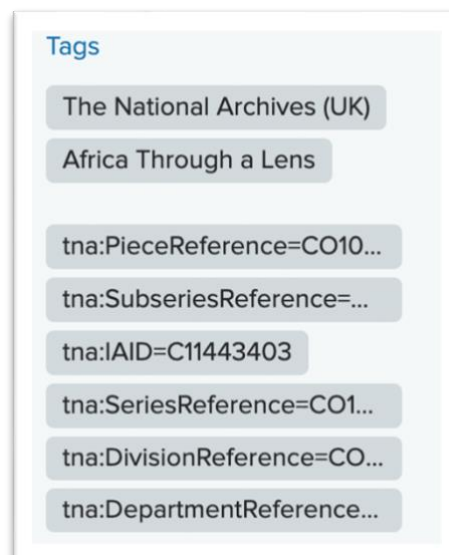 Tags
The National Archives (UK)
Africa Through a Lens
tna:PieceReference=CO10...
tna:SubseriesReference=...
tna:IAID=C11443403
tna:SeriesReference=CO1...
tna:DivisionReference=CO...
tna:DepartmentReference...